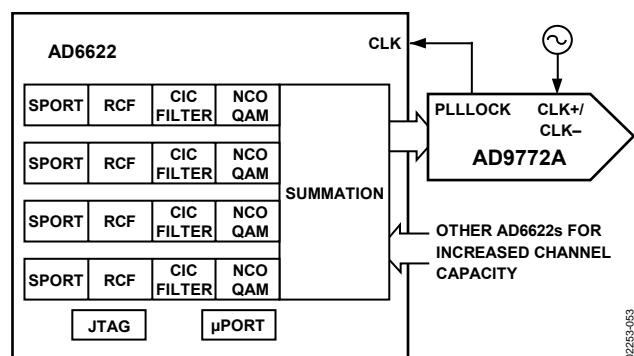 AD6622
CLK
SPORT
RCF
CIC
FILTER
NCO
QAM
SPORT
RCF
CIC
FILTER
NCO
QAM
SPORT
RCF
CIC
FILTER
NCO
QAM
SPORT
RCF
CIC
FILTER
NCO
QAM
SUMMATION
JTAG
µPORT
PLLLOCK
CLK+/
CLK–
AD9772A
OTHER AD6622s FOR
INCREASED CHANNEL
CAPACITY
02253-053